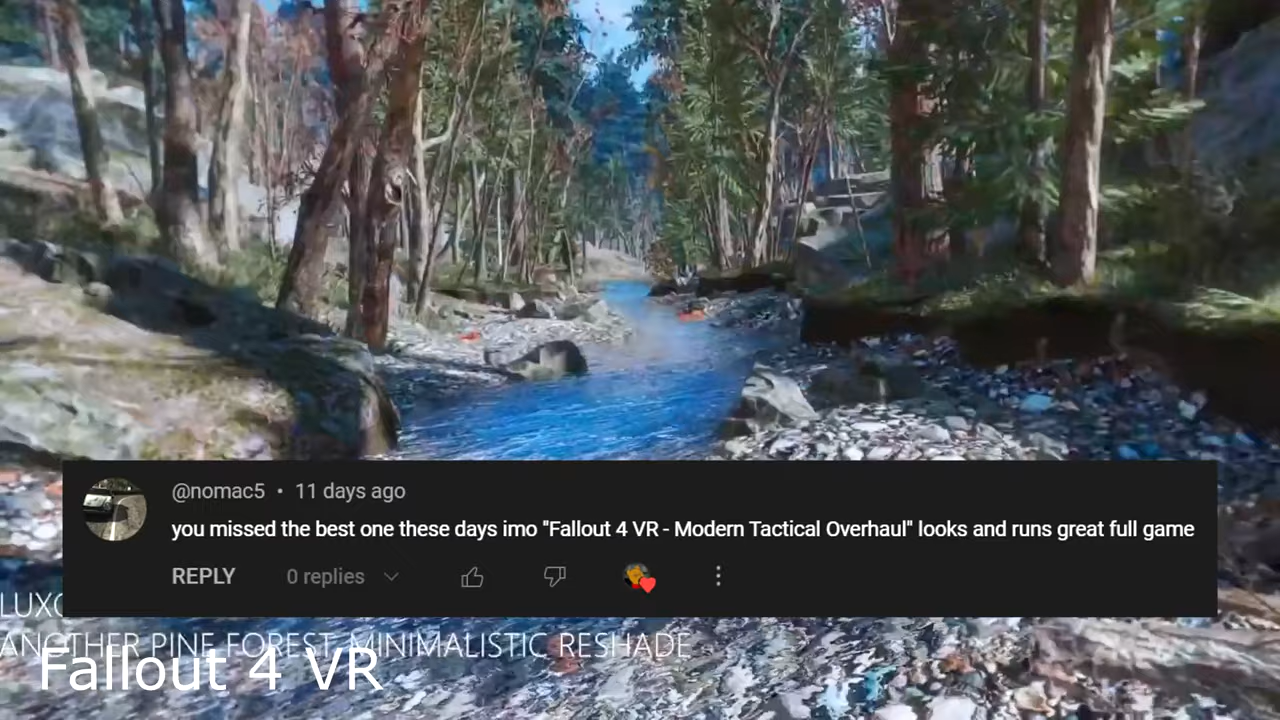 @nomac5 • 11 days ago
you missed the best one these days imo "Fallout 4 VR - Modern Tactical Overhaul" looks and runs great full game
REPLY 0 replies
LUXO
ANOTHER PINE FOREST, MINIMALISTIC RESHADE
Fallout 4 VR